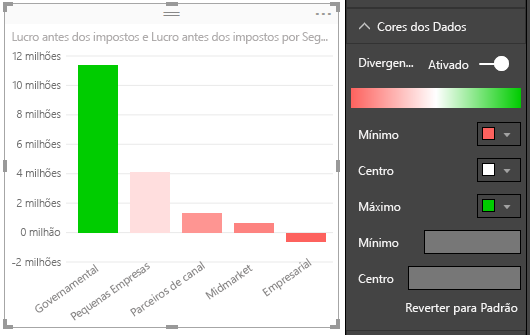 Lucro antes dos impostos e Lucro antes dos impostos por Seg...
12 milhões
10 milhões
8 milhões
6 milhões
4 milhões
2 milhões
0 milhão
-2 milhões
Governamental
Pequenas Empresas
Parceiros de canal
Midmarket
Empresarial
Cores dos Dados
Divergen... Ativado
Mínimo
Centro
Máximo
Mínimo
Centro
Reverter para Padrão